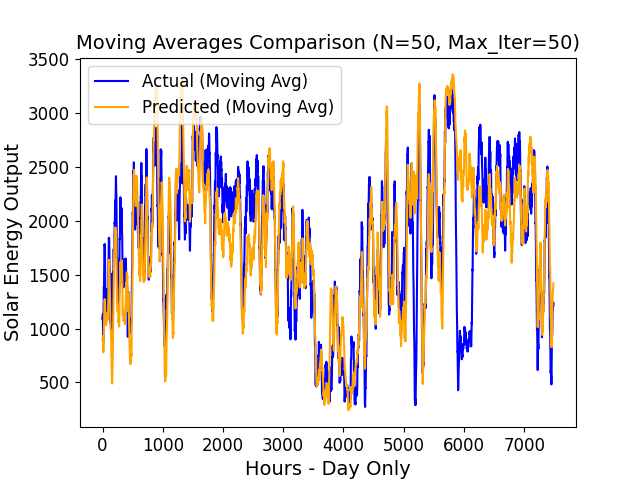 Moving Averages Comparison (N=50, Max_Iter=50)
Actual (Moving Avg)
Predicted (Moving Avg)
Solar Energy Output
3500
3000
2500
2000
1500
1000
500
0 1000 2000 3000 4000 5000 6000 7000
Hours - Day Only